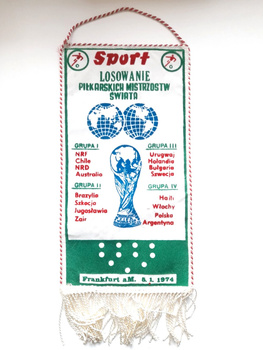 Sport
LOSOWANIE
PIŁKARSKICH MISTRZOSTW
ŚWIATA
GRUPA I
NRF
Chile
NRD
Australia
GRUPA II
Brazylia
Szkocja
Jugosławia
Zair
GRUPA III
Urugwaj
Holandia
Bułgaria
Szwecja
GRUPA IV
Haiti
Włochy
Polska
Argentyna
Frankfurt aM. 5. 1. 1974